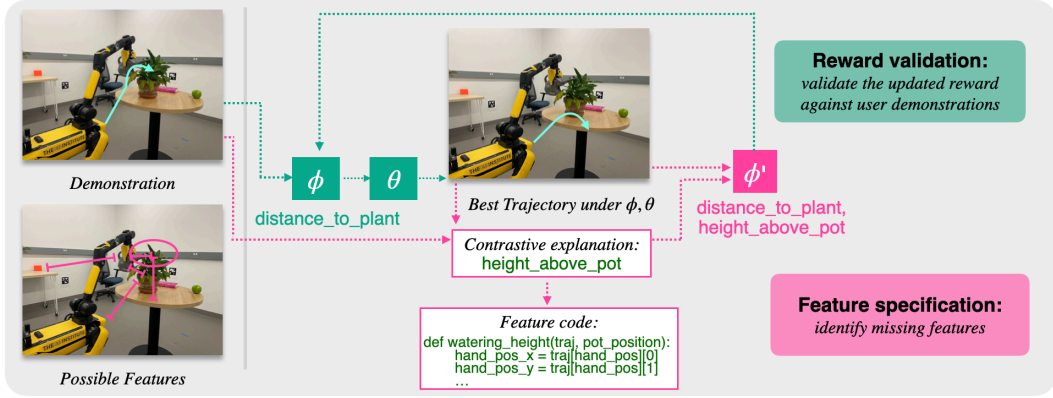 Demonstration
Possible Features
THE INSTITUTE
ϕ
θ
distance_to_plant
Best Trajectory under ϕ, θ
Contrastive explanation:
height_above_pot
Feature code:
def watering_height(traj, pot_position):
hand_pos_x = traj[hand_pos][0]
hand_pos_y = traj[hand_pos][1]
...
ϕ'
distance_to_plant,
height_above_pot
Reward validation:
validate the updated reward
against user demonstrations
Feature specification:
identify missing features